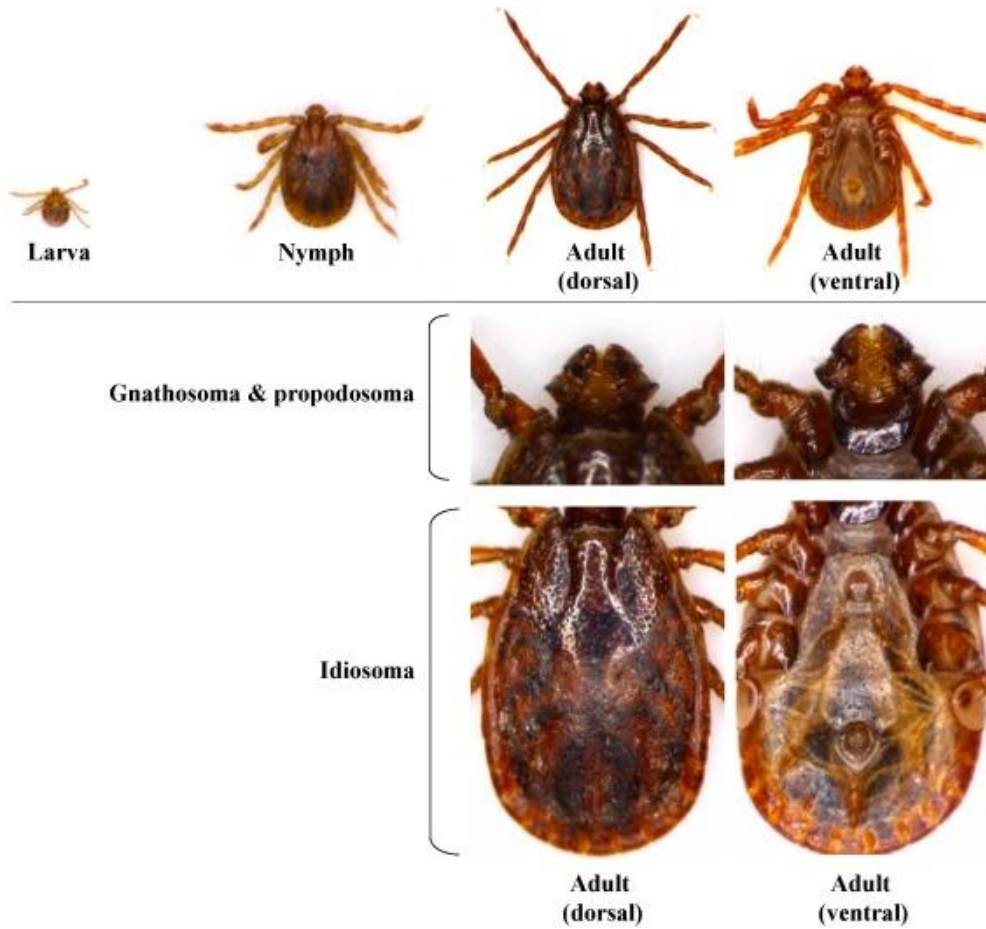 Larva
Nymph
Adult
(dorsal)
Adult
(ventral)
Gnathosoma & propodosoma
Idiosoma
Adult
(dorsal)
Adult
(ventral)